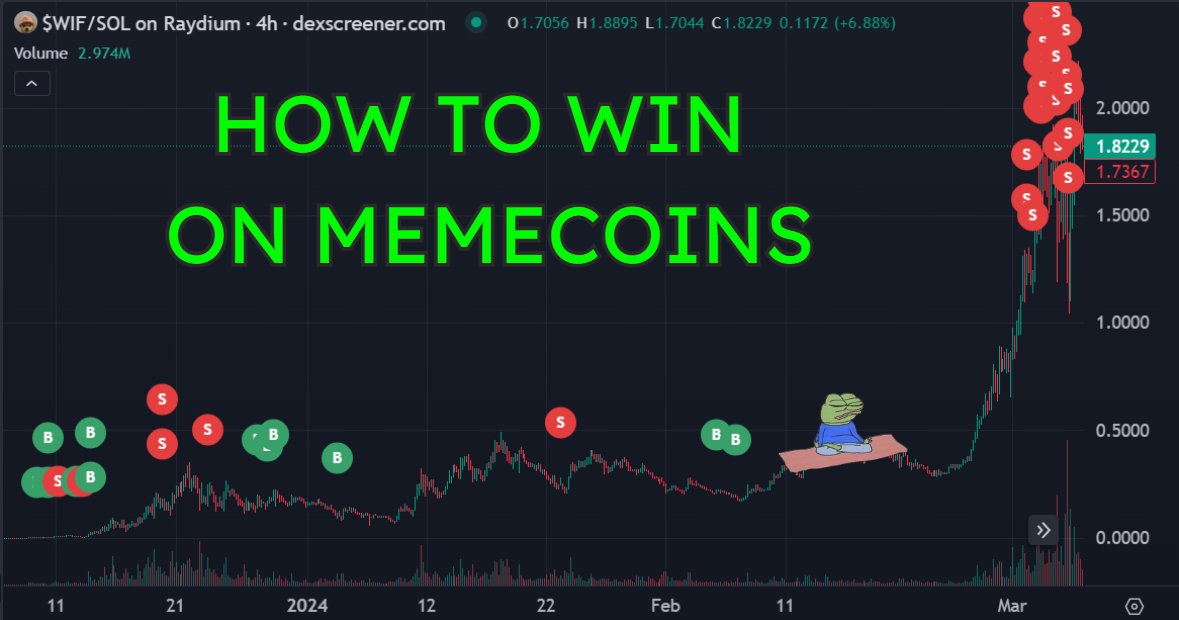 $WIF/SOL on Raydium · 4h · dexscreener.com O1.7056 H1.8895 L1.7044 C1.8229 0.1172 (+6.88%)
Volume 2.974M
HOW TO WIN
ON MEMECOINS
S
S
S
S
S
S
S
S
S
2.0000
S
S
1.8229
S
1.7367
S
S
S
1.5000
1.0000
S
S
S
B
B
B
S
B
B
B
0.5000
S
B
B
0.0000
11 21 2024 12 22 Feb 11 Mar